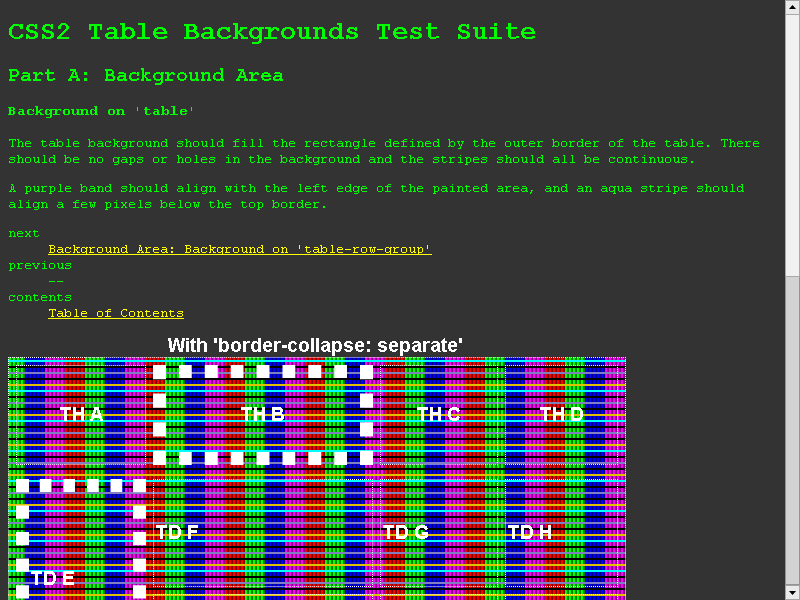 CSS2 Table Backgrounds Test Suite
Part A: Background Area
Background on 'table'
The table background should fill the rectangle defined by the outer border of the table. There
should be no gaps or holes in the background and the stripes should all be continuous.
A purple band should align with the left edge of the painted area, and an aqua stripe should
align a few pixels below the top border.
next
Background Area: Background on 'table-row-group'
previous
--
contents
Table of Contents
With 'border-collapse: separate'
TH A TH B TH C TH D
TD F TD G TD H
TD E